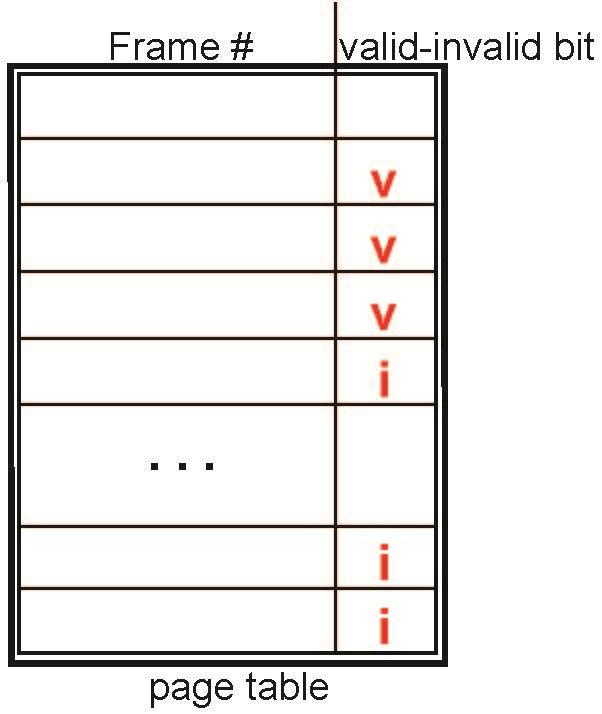 Frame # valid-invalid bit
v
v
v
i
. . .
i
i
page table